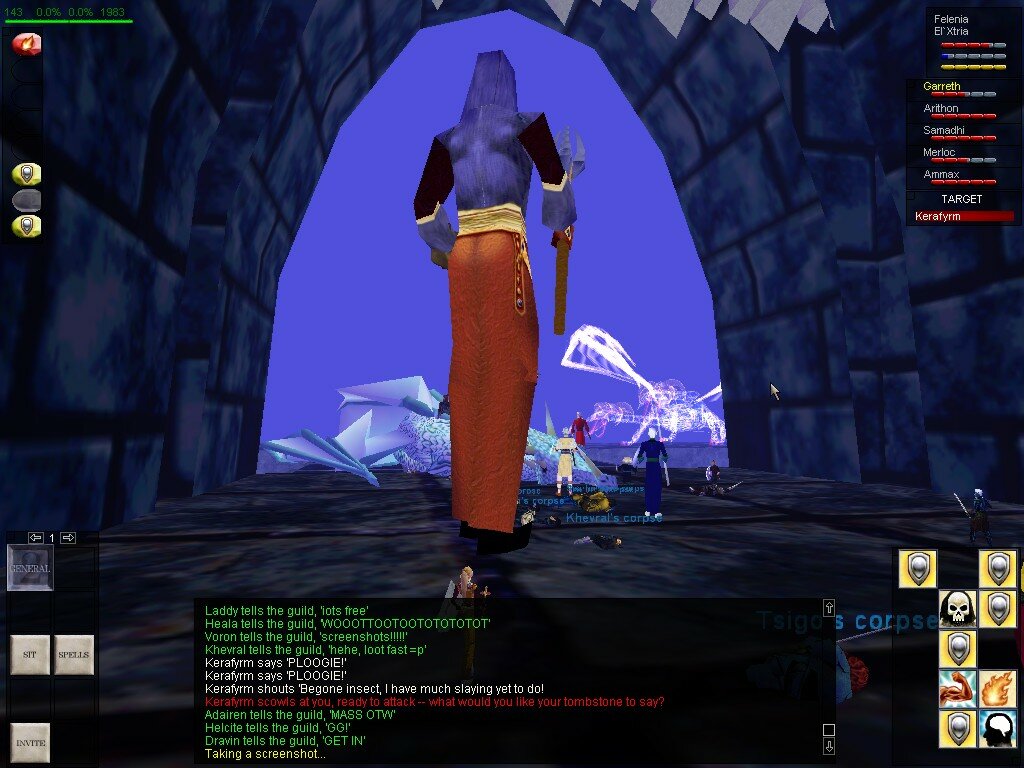 143 0.0% 0.0% 1983
Felenia
El`Xtria
Garreth
Arithon
Samadhi
Merloc
Ammax
TARGET
Kerafyrm
's corpse
Khevral's corpse
Tsigo's corpse
1
GENERAL
SIT
SPELLS
INVITE
Laddy tells the guild, 'iots free'
Heala tells the guild, 'WOOOTTOOTOOTOTOTOTOT'
Voron tells the guild, 'screenshots!!!!!'
Khevral tells the guild, 'hehe, loot fast =p'
Kerafyrm says 'PLOOGIE!'
Kerafyrm says 'PLOOGIE!'
Kerafyrm shouts 'Begone insect, I have much slaying yet to do!
Kerafyrm scowls at you, ready to attack -- what would you like your tombstone to say?
Adairen tells the guild, 'MASS OTW'
Helcite tells the guild, 'GG!'
Dravin tells the guild, 'GET IN'
Taking a screenshot...